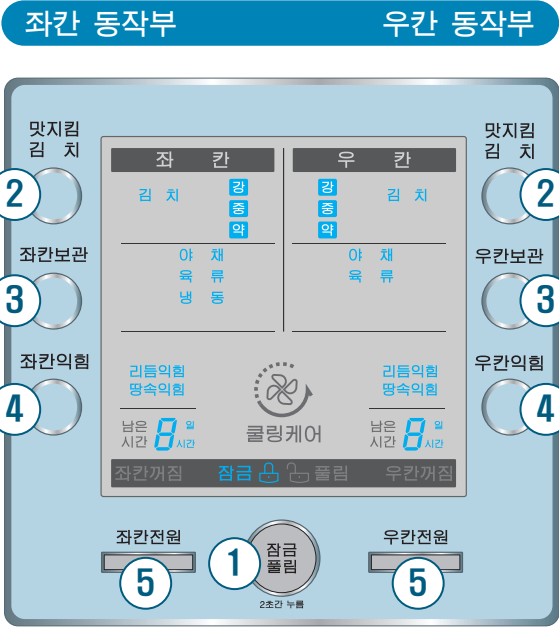 좌칸 동작부 우칸 동작부
맛지킴
김 치
2
좌칸보관
3
좌칸익힘
4
좌 칸
김 치
강
중
약
야 채
육 류
냉 동
리듬익힘
땅속익힘
남은 시간 8 일 시간
우 칸
강
중
약
김 치
야 채
육 류
리듬익힘
땅속익힘
남은 시간 8 일 시간
쿨링케어
좌칸꺼짐 잠금 풀림 우칸꺼짐
맛지킴
김 치
2
우칸보관
3
우칸익힘
4
좌칸전원
5
1
잠금
풀림
2초간 누름
우칸전원
5